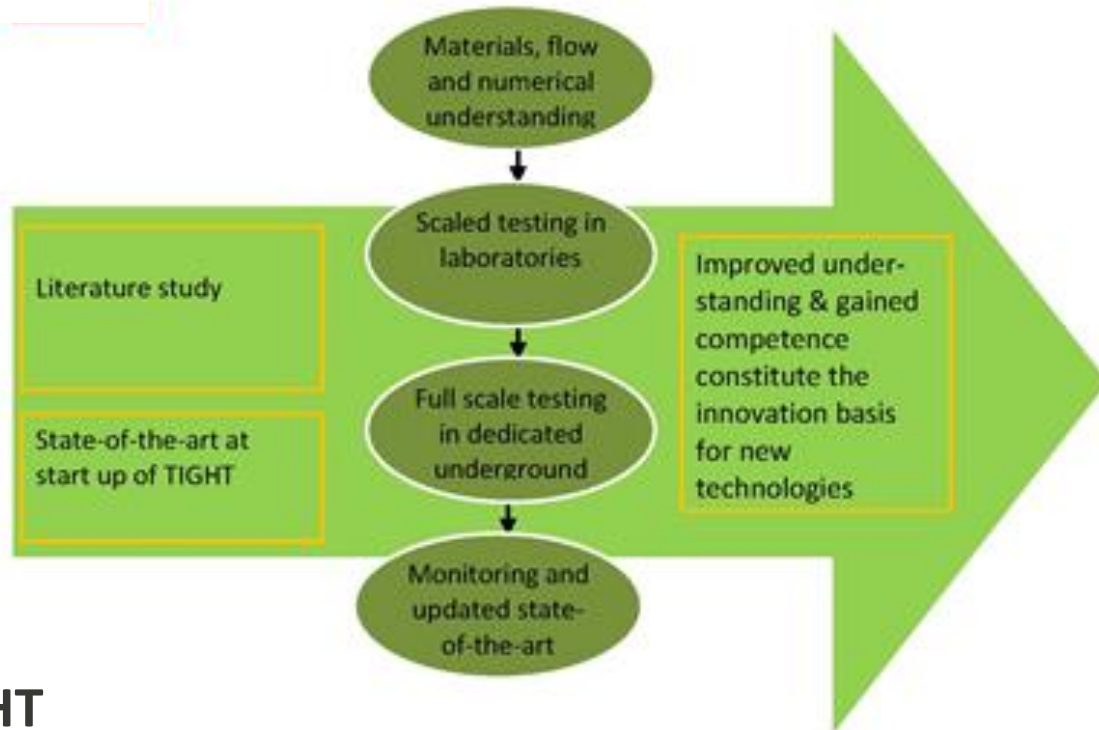 Materials, flow
and numerical
understanding
Scaled testing in
laboratories
Literature study
Full scale testing
in dedicated
underground
State-of-the-art at
start up of TIGHT
Improved under-
standing & gained
competence
constitute the
innovation basis
for new
technologies
Monitoring and
updated state-
of-the-art
HT